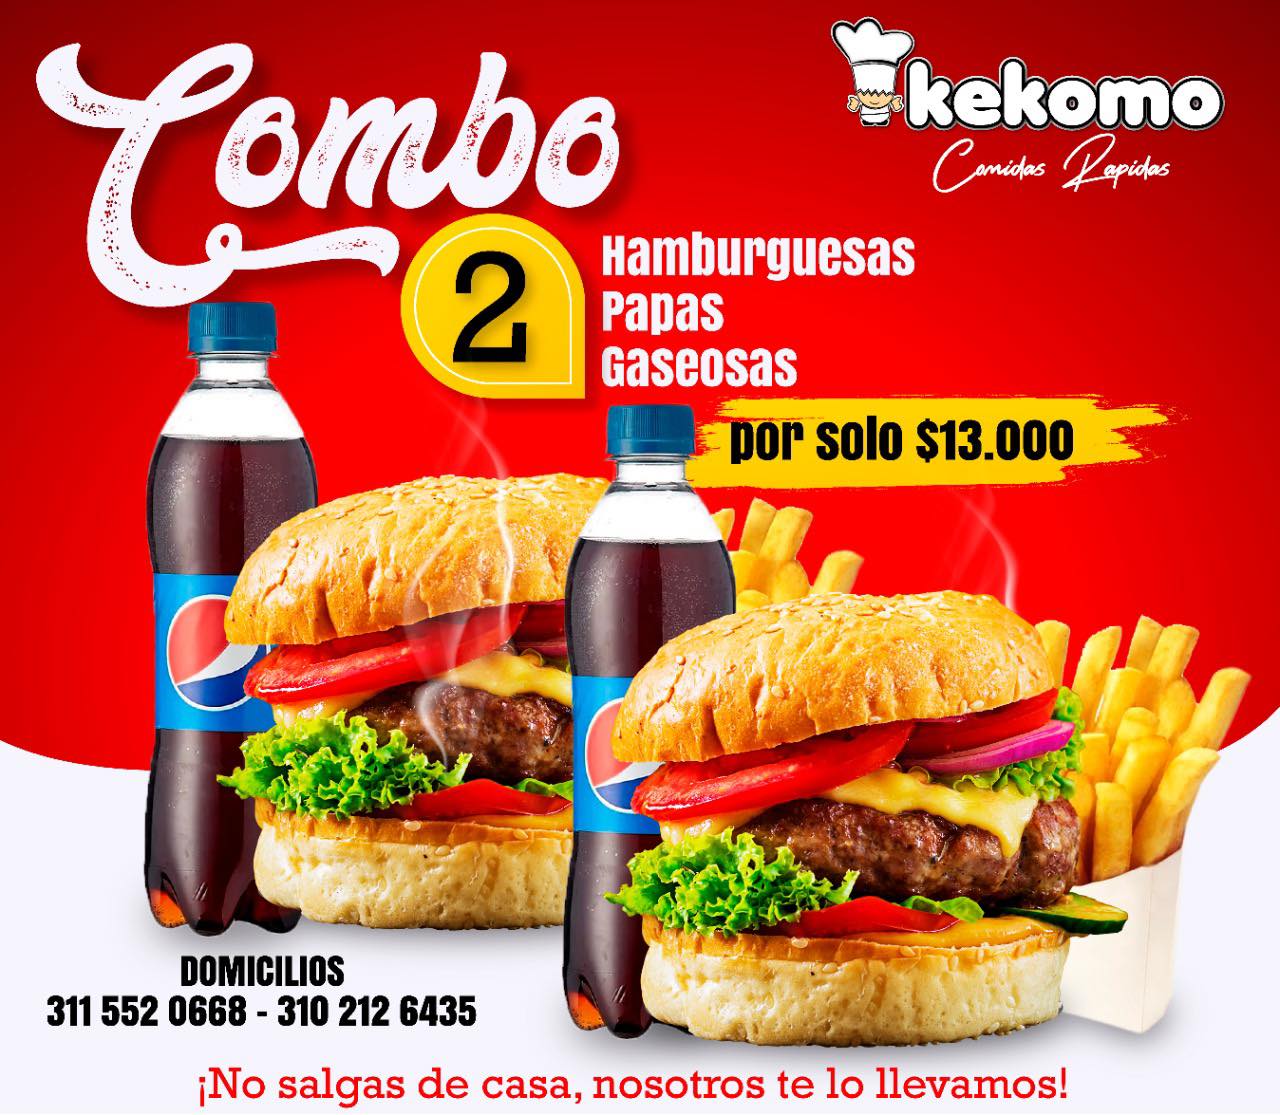 Combo
kekomo
Comidas Rapidas
2
Hamburguesas
Papas
Gaseosas
por solo $13.000
DOMICILIOS
311 552 0668 - 310 212 6435
¡No salgas de casa, nosotros te lo llevamos!